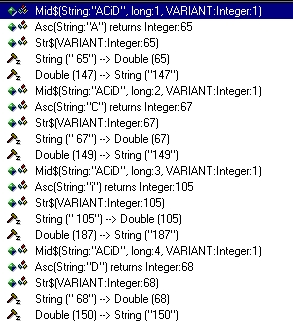 Mid$(String:"ACiD", long:1, VARIANT:Integer:1)
Asc(String:"A") returns Integer:65
Str$(VARIANT:Integer:65)
String (" 65") --> Double (65)
Double (147) --> String ("147")
Mid$(String:"ACiD", long:2, VARIANT:Integer:1)
Asc(String:"C") returns Integer:67
Str$(VARIANT:Integer:67)
String (" 67") --> Double (67)
Double (149) --> String ("149")
Mid$(String:"ACiD", long:3, VARIANT:Integer:1)
Asc(String:"i") returns Integer:105
Str$(VARIANT:Integer:105)
String (" 105") --> Double (105)
Double (187) --> String ("187")
Mid$(String:"ACiD", long:4, VARIANT:Integer:1)
Asc(String:"D") returns Integer:68
Str$(VARIANT:Integer:68)
String (" 68") --> Double (68)
Double (150) --> String ("150")